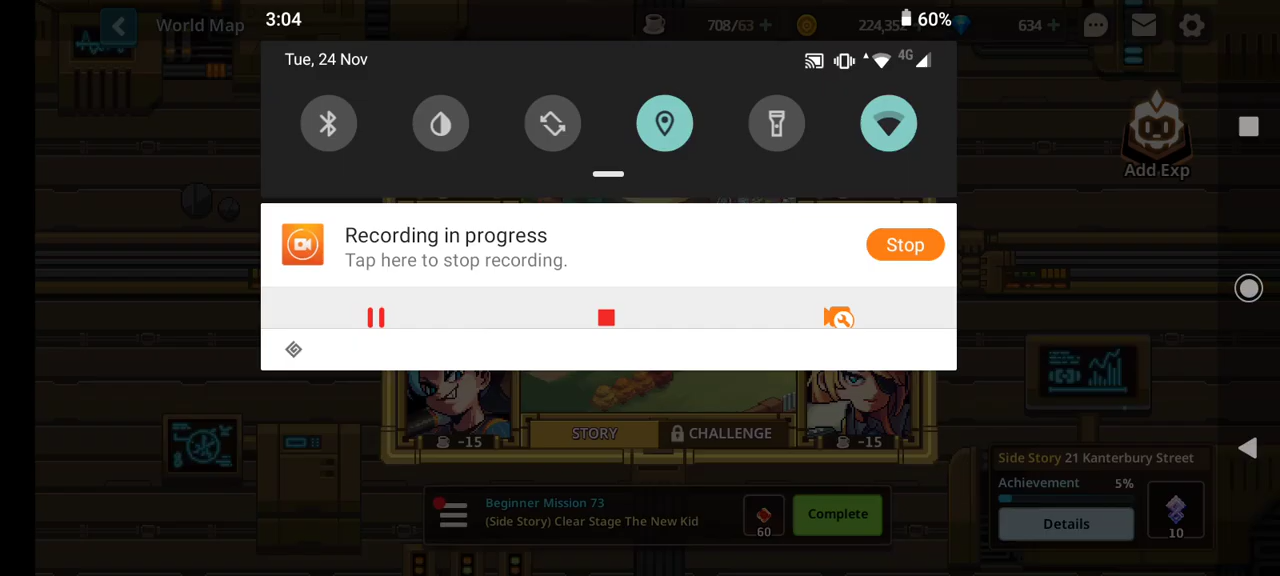 3:04
60%
World Map
708/63
224,35
634
Tue, 24 Nov
4G
Add Exp
Recording in progress
Tap here to stop recording.
Stop
-15
STORY
CHALLENGE
-15
Side Story 21 Kanterbury Street
Achievement 5%
Details
10
Beginner Mission 73
(Side Story) Clear Stage The New Kid
60
Complete